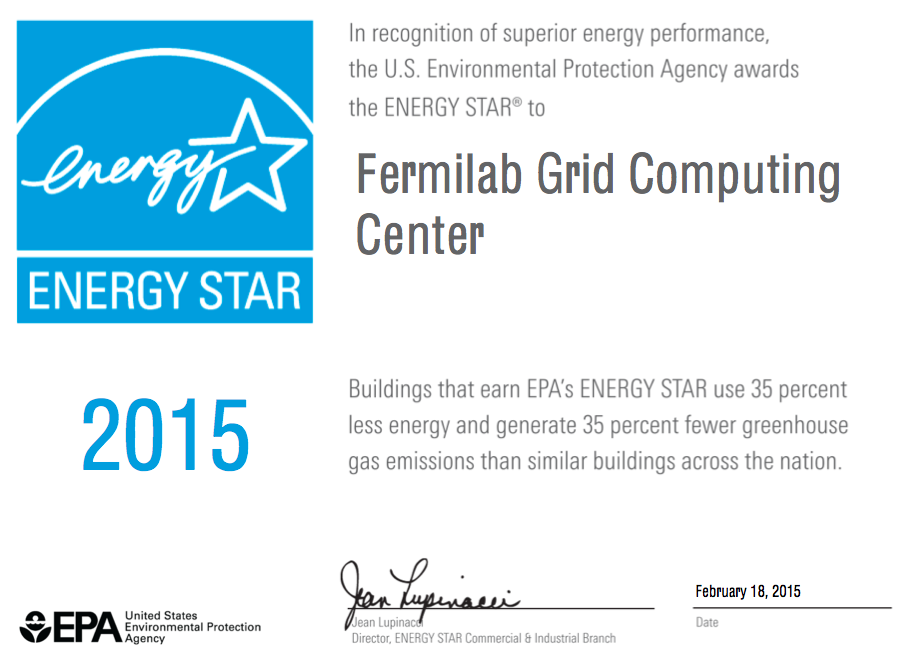 energy
ENERGY STAR
In recognition of superior energy performance,
the U.S. Environmental Protection Agency awards
the ENERGY STAR® to
Fermilab Grid Computing
Center
2015
Buildings that earn EPA's ENERGY STAR use 35 percent
less energy and generate 35 percent fewer greenhouse
gas emissions than similar buildings across the nation.
Jean Lupinacci
Jean Lupinacci
Director, ENERGY STAR Commercial & Industrial Branch
February 18, 2015
Date
EPA
United States
Environmental Protection
Agency